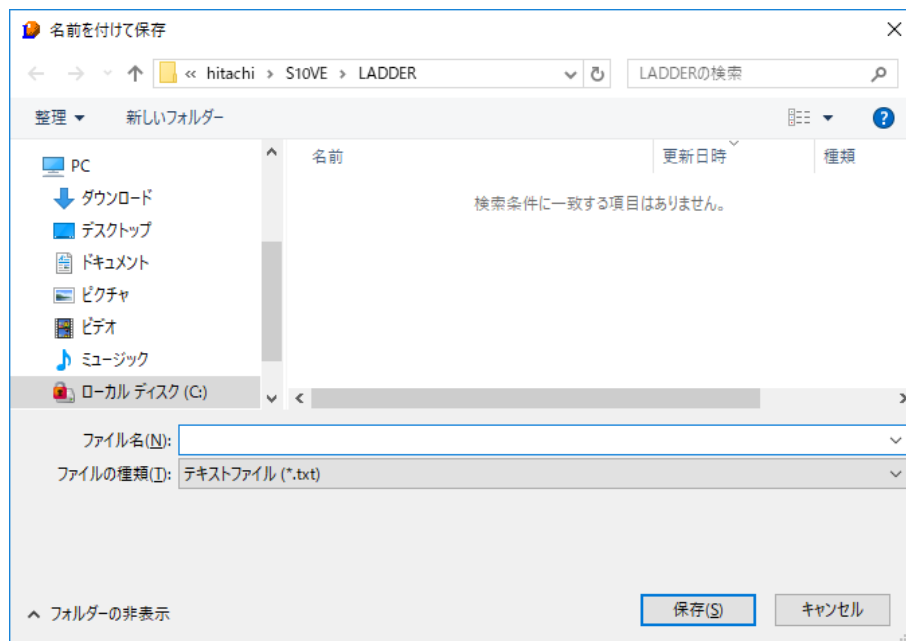 名前を付けて保存
« hitachi › S10VE › LADDER
LADDERの検索
整理 新しいフォルダー
PC
ダウンロード
デスクトップ
ドキュメント
ピクチャ
ビデオ
ミュージック
ローカル ディスク (C:)
名前 更新日時 種類
検索条件に一致する項目はありません。
ファイル名(N):
ファイルの種類(T): テキストファイル (*.txt)
フォルダーの非表示
保存(S) キャンセル